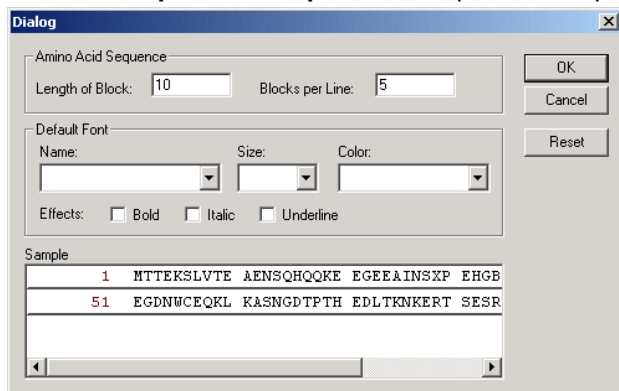 Dialog
Amino Acid Sequence
Length of Block: 10 Blocks per Line: 5
OK
Cancel
Reset
Default Font
Name: Size: Color:
Effects: Bold Italic Underline
Sample
1 MTTEKSLVTE AENSQHQQKE EGEEAINSXP EHGB
51 EGDNWCEQKL KASNGDTPTH EDLTKNKERT SESR